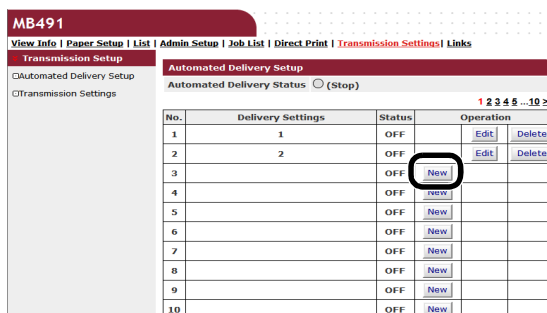 MB491
View Info | Paper Setup | List | Admin Setup | Job List | Direct Print | Transmission Settings| Links
Transmission Setup
Automated Delivery Setup
Transmission Settings
Automated Delivery Setup
Automated Delivery Status (Stop)
1 2 3 4 5 ...10 >
No. Delivery Settings Status Operation
1 1 OFF Edit Delete
2 2 OFF Edit Delete
3 OFF New
4 OFF New
5 OFF New
6 OFF New
7 OFF New
8 OFF New
9 OFF New
10 OFF New